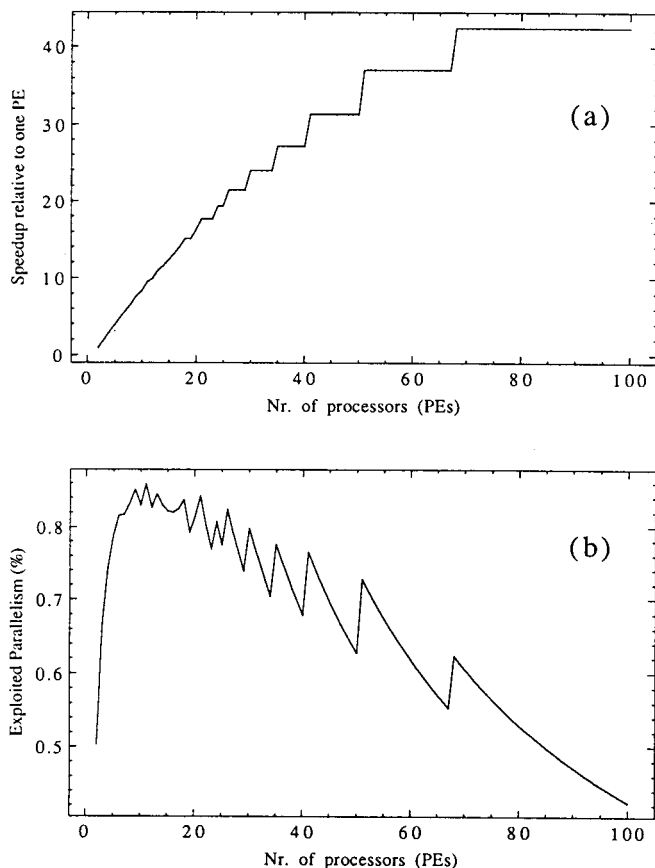 40
30
20
10
0
Speedup relative to one PE
(a)
0 20 40 60 80 100
Nr. of processors (PEs)
0.8
0.7
0.6
0.5
Exploited Parallelism (%)
(b)
0 20 40 60 80 100
Nr. of processors (PEs)